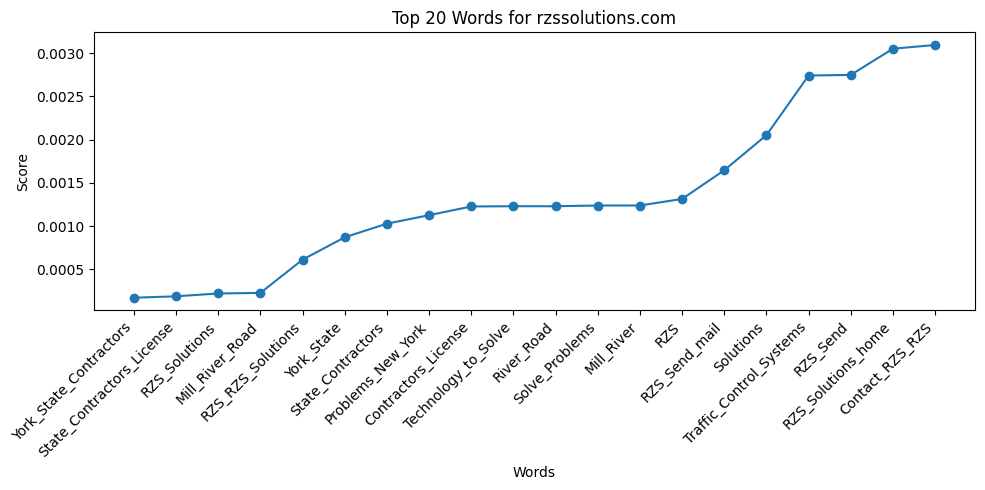 Top 20 Words for rzssolutions.com
Score
0.0030
0.0025
0.0020
0.0015
0.0010
0.0005
York_State_Contractors
State_Contractors_License
RZS_Solutions
Mill_River_Road
RZS_RZS_Solutions
York_State
State_Contractors
Problems_New_York
Contractors_License
Technology_to_Solve
River_Road
Solve_Problems
Mill_River
RZS
RZS_Send_mail
Solutions
Traffic_Control_Systems
RZS_Send
RZS_Solutions_home
Contact_RZS_RZS
Words